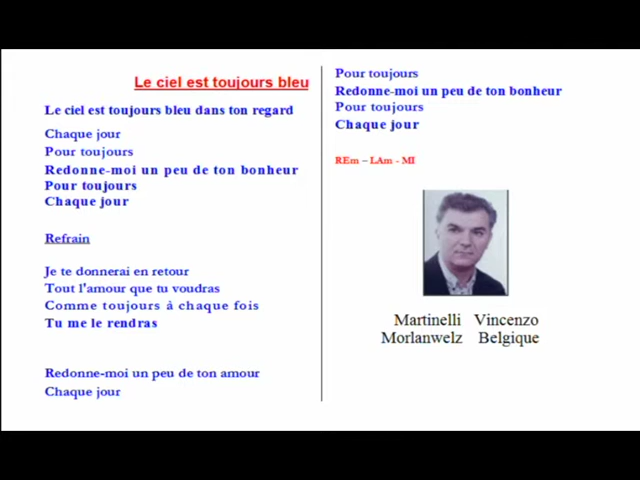 Le ciel est toujours bleu
Le ciel est toujours bleu dans ton regard
Chaque jour
Pour toujours
Redonne-moi un peu de ton bonheur
Pour toujours
Chaque jour
Refrain
Je te donnerai en retour
Tout l'amour que tu voudras
Comme toujours à chaque fois
Tu me le rendras
Redonne-moi un peu de ton amour
Chaque jour
Pour toujours
Redonne-moi un peu de ton bonheur
Pour toujours
Chaque jour
REm – LAm - MI
Martinelli Vincenzo
Morlanwelz Belgique